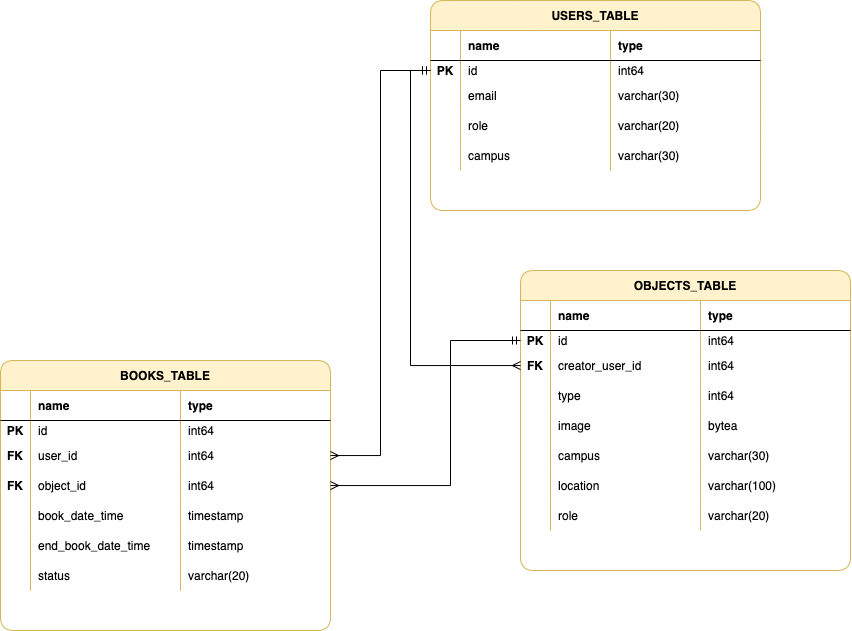 USERS_TABLE
name type
PK id int64
email varchar(30)
role varchar(20)
campus varchar(30)
OBJECTS_TABLE
name type
PK id int64
FK creator_user_id int64
type int64
image bytea
campus varchar(30)
location varchar(100)
role varchar(20)
BOOKS_TABLE
name type
PK id int64
FK user_id int64
FK object_id int64
book_date_time timestamp
end_book_date_time timestamp
status varchar(20)